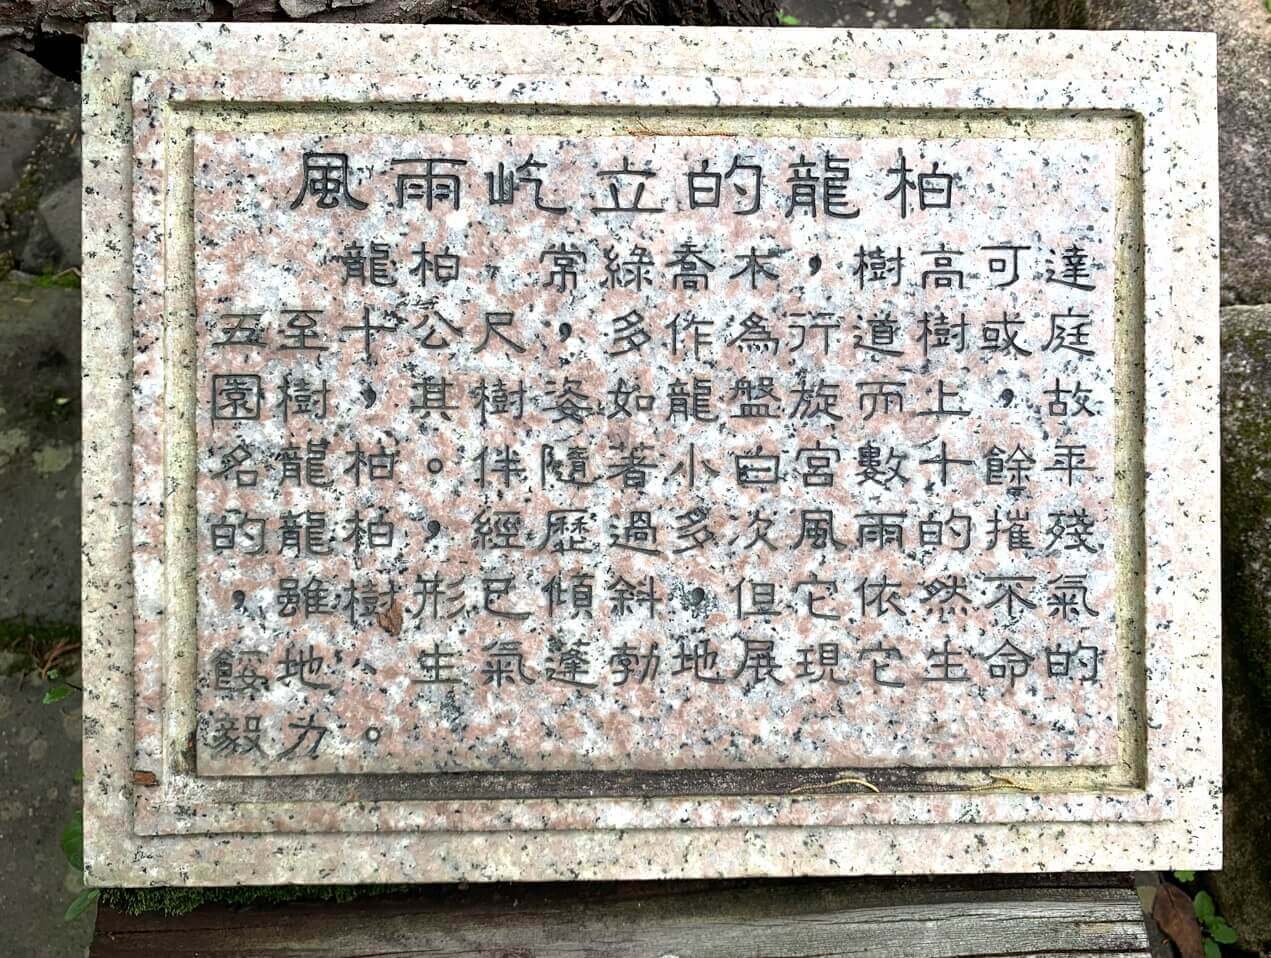 風雨屹立的龍柏
龍柏，常綠喬木，樹高可達
五至十公尺，多作為行道樹或庭
園樹，其樹姿如龍盤旋而上，故
名龍柏。伴隨著小白宮數十餘年
的龍柏，經歷過多次風雨的摧殘
，雖樹形已傾斜，但它依然不氣
餒地、生氣蓬勃地展現它生命的
毅力。